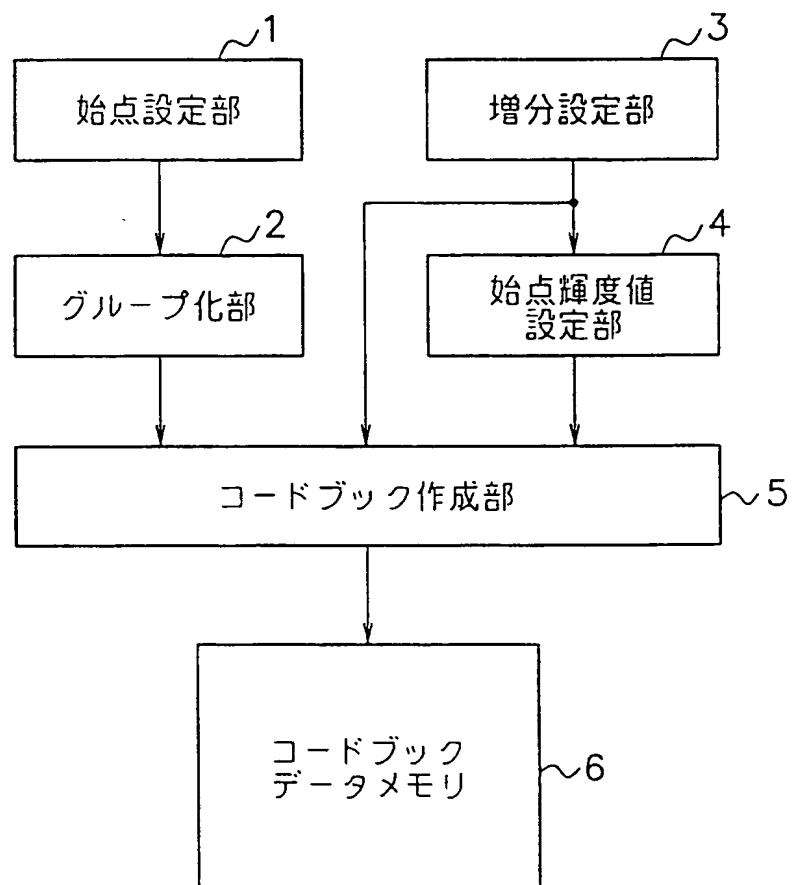 1
始点設定部
3
増分設定部
2
グループ化部
4
始点輝度値
設定部
コードブック作成部
5
コードブック
データメモリ
6